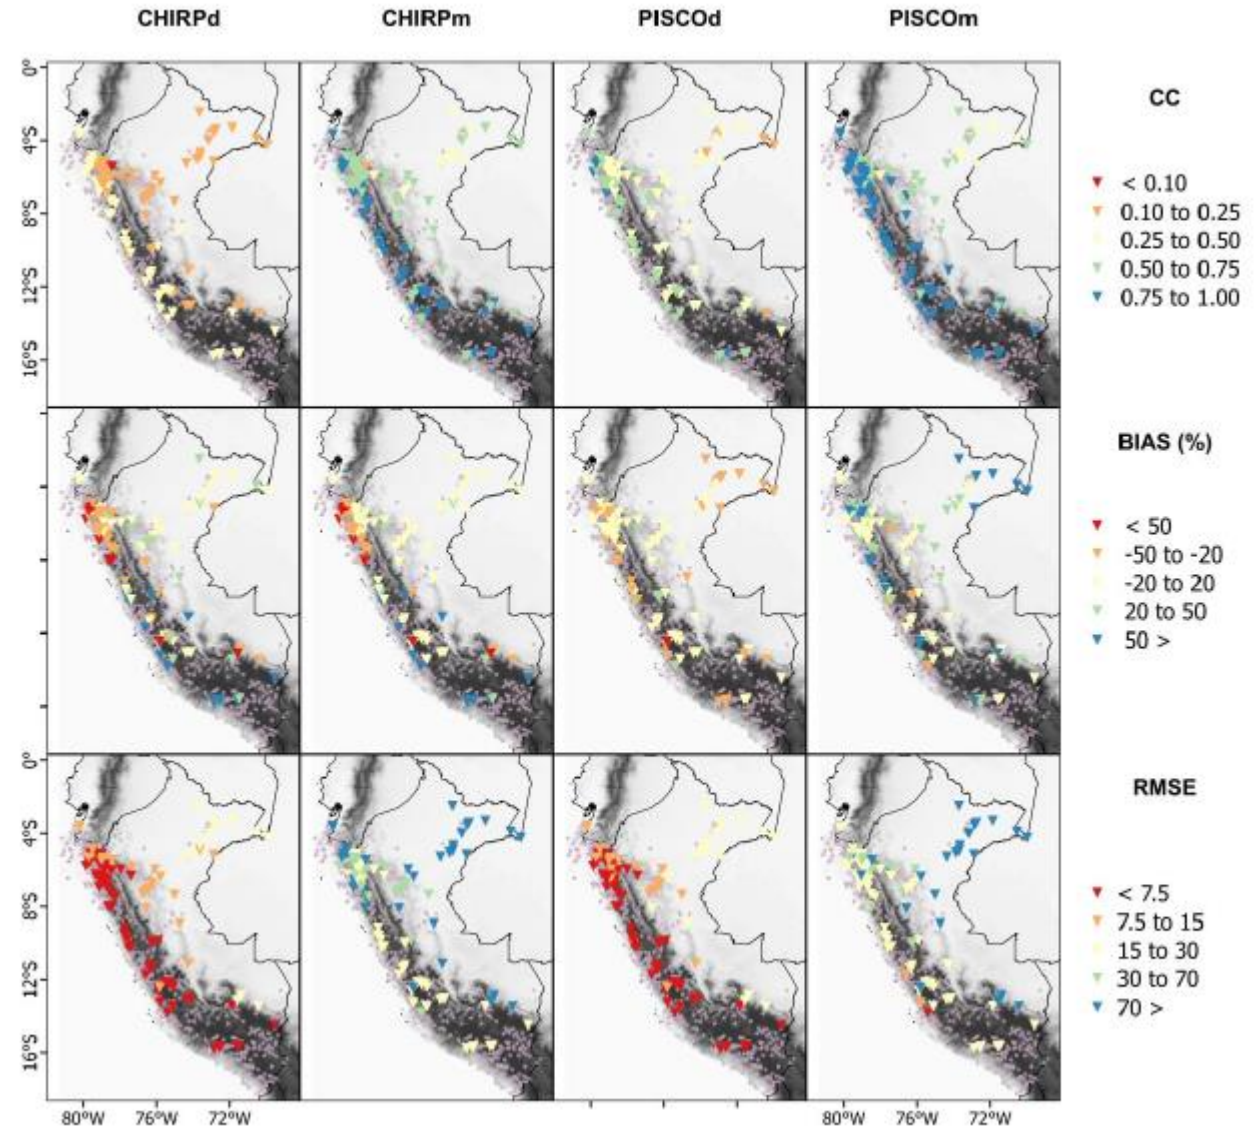 CHIRPd CHIRPm PISCOd PISCOm
0°
4°S
8°S
12°S
16°S
CC
< 0.10
0.10 to 0.25
0.25 to 0.50
0.50 to 0.75
0.75 to 1.00
BIAS (%)
< 50
-50 to -20
-20 to 20
20 to 50
50 >
0°
4°S
8°S
12°S
16°S
RMSE
< 7.5
7.5 to 15
15 to 30
30 to 70
70 >
80°W 76°W 72°W 80°W 76°W 72°W